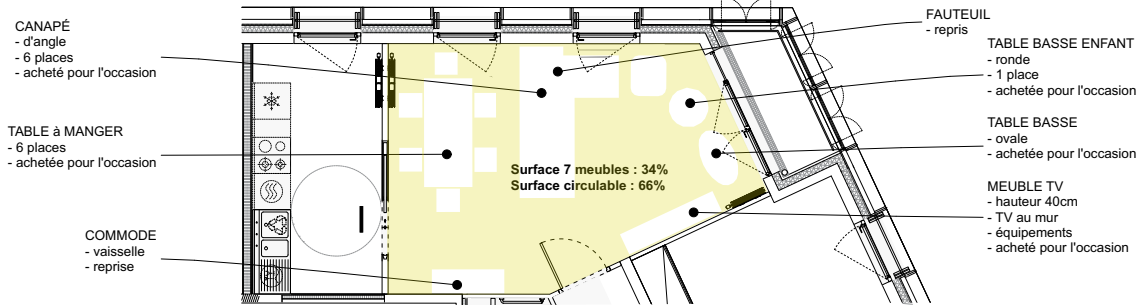 CANAPÉ
- d'angle
- 6 places
- acheté pour l'occasion
TABLE à MANGER
- 6 places
- achetée pour l'occasion
COMMODE
- vaisselle
- reprise
Surface 7 meubles : 34%
Surface circulable : 66%
FAUTEUIL
- repris
TABLE BASSE ENFANT
- ronde
- 1 place
- achetée pour l'occasion
TABLE BASSE
- ovale
- achetée pour l'occasion
MEUBLE TV
- hauteur 40cm
- TV au mur
- équipements
- acheté pour l'occasion